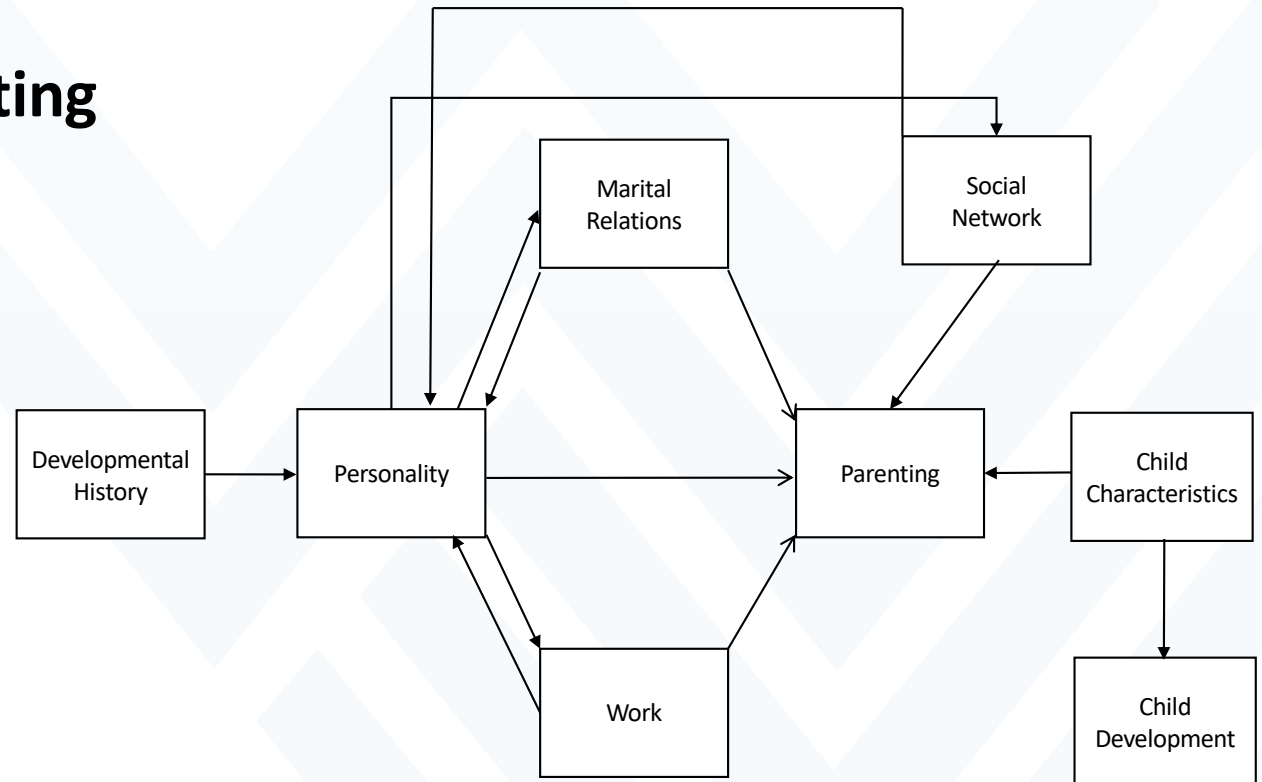 ting
Marital
Relations
Social
Network
Developmental
History
Personality
Parenting
Child
Characteristics
Work
Child
Development